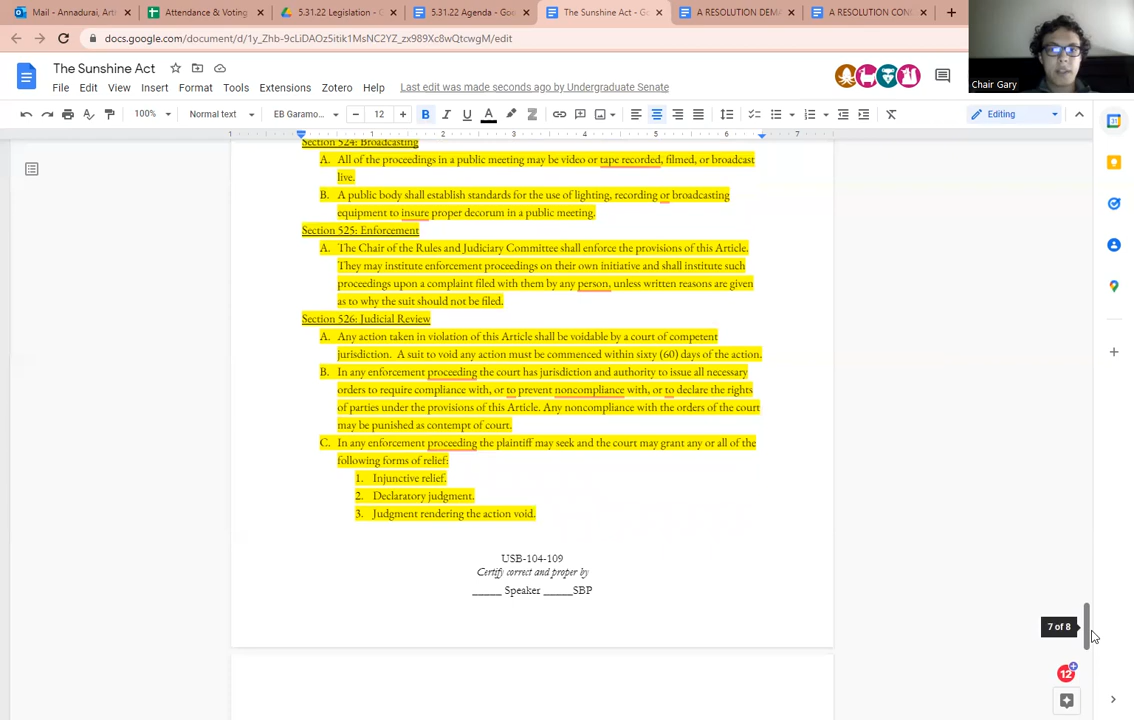 Mail - Annadurai, Art
Attendance & Voting
5.31.22 Legislation - G
5.31.22 Agenda - Goo
The Sunshine Act - Go
A RESOLUTION DEMA
A RESOLUTION CONC
docs.google.com/document/d/1y_Zhb-9cLiDAOz5itik1MsNC2YZ_zx989Xc8wQtcwgM/edit
Chair Gary
The Sunshine Act
File Edit View Insert Format Tools Extensions Zotero Help Last edit was made seconds ago by Undergraduate Senate
100% Normal text EB Garamo... 12 B I U A Editing
1 1 2 3 4 5 6 7
Section 524: Broadcasting
A. All of the proceedings in a public meeting may be video or tape recorded, filmed, or broadcast
live.
B. A public body shall establish standards for the use of lighting, recording or broadcasting
equipment to insure proper decorum in a public meeting.
Section 525: Enforcement
A. The Chair of the Rules and Judiciary Committee shall enforce the provisions of this Article.
They may institute enforcement proceedings on their own initiative and shall institute such
proceedings upon a complaint filed with them by any person, unless written reasons are given
as to why the suit should not be filed.
Section 526: Judicial Review
A. Any action taken in violation of this Article shall be voidable by a court of competent
jurisdiction. A suit to void any action must be commenced within sixty (60) days of the action.
B. In any enforcement proceeding the court has jurisdiction and authority to issue all necessary
orders to require compliance with, or to prevent noncompliance with, or to declare the rights
of parties under the provisions of this Article. Any noncompliance with the orders of the court
may be punished as contempt of court.
C. In any enforcement proceeding the plaintiff may seek and the court may grant any or all of the
following forms of relief:
1. Injunctive relief.
2. Declaratory judgment.
3. Judgment rendering the action void.
USB-104-109
Certify correct and proper by
_____ Speaker _____SBP
7 of 8
12